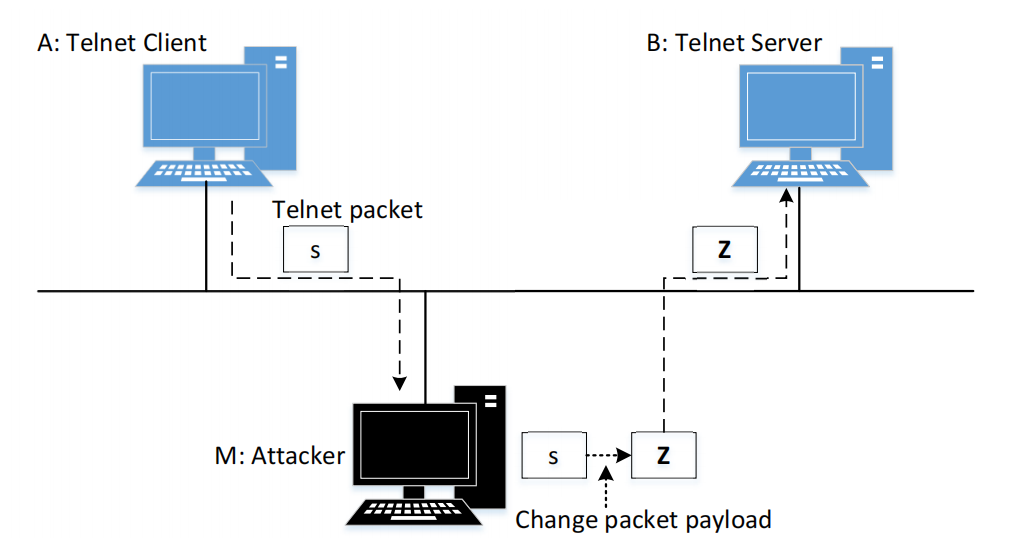 A: Telnet Client
B: Telnet Server
Telnet packet
s
Z
M: Attacker
s
Z
Change packet payload